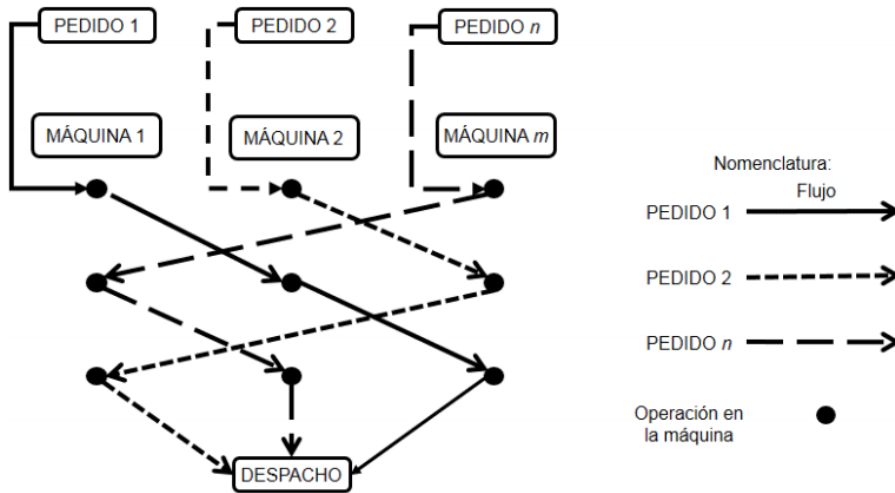 PEDIDO 1
PEDIDO 2
PEDIDO n
MÁQUINA 1
MÁQUINA 2
MÁQUINA m
DESPACHO
Nomenclatura:
Flujo
PEDIDO 1
PEDIDO 2
PEDIDO n
Operación en
la máquina